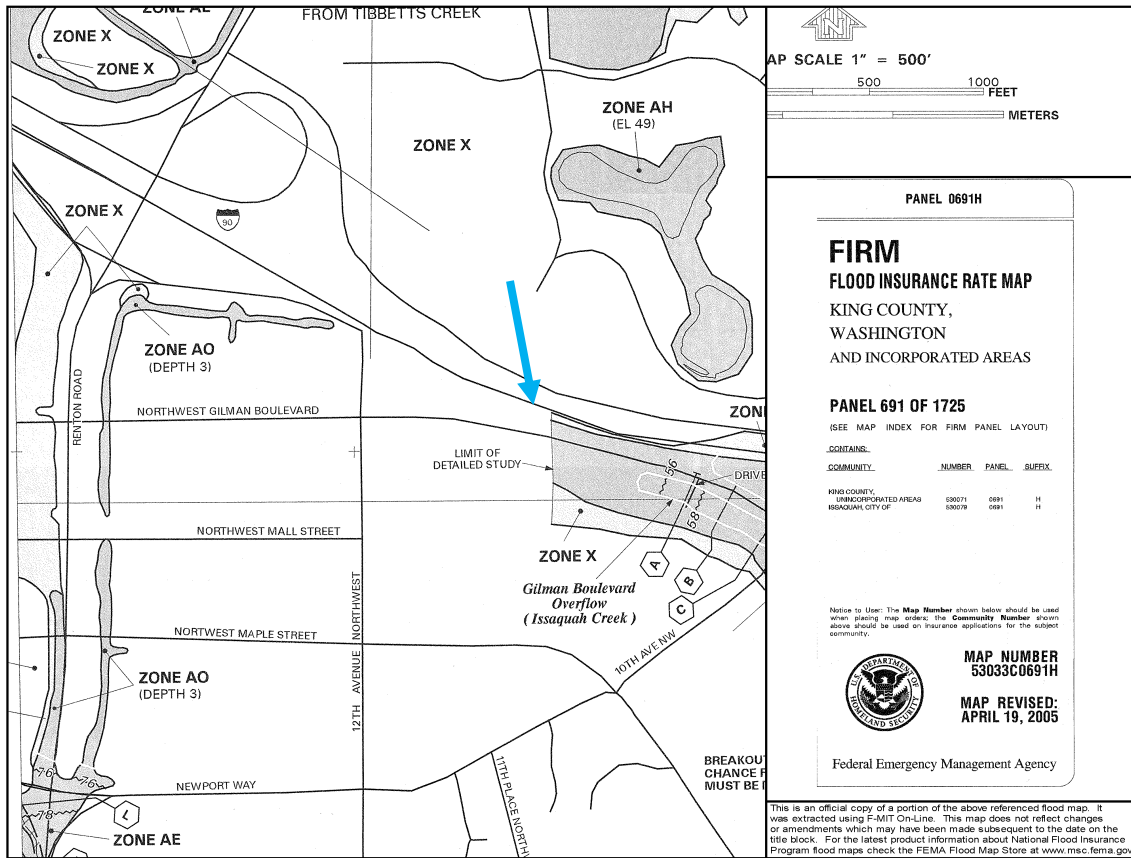 ZONE AE
FROM TIBBETTS CREEK
ZONE X
ZONE X
ZONE AH
(EL 49)
ZONE X
ZONE X
90
ZONE AO
(DEPTH 3)
RENTON ROAD
NORTHWEST GILMAN BOULEVARD
ZON
LIMIT OF
DETAILED STUDY
56
DRIVE
58
NORTHWEST MALL STREET
ZONE X
A
B
C
Gilman Boulevard
Overflow
( Issaquah Creek )
NORTWEST MAPLE STREET
12TH AVENUE NORTHWEST
10TH AVE NW
ZONE AO
(DEPTH 3)
76
76
NEWPORT WAY
78
L
ZONE AE
11TH PLACE NORTHW
BREAKOU
CHANCE F
MUST BE
N
AP SCALE 1" = 500'
500
1000
FEET
METERS
PANEL 0691H
FIRM
FLOOD INSURANCE RATE MAP
KING COUNTY,
WASHINGTON
AND INCORPORATED AREAS
PANEL 691 OF 1725
(SEE MAP INDEX FOR FIRM PANEL LAYOUT)
CONTAINS:
COMMUNITY NUMBER PANEL SUFFIX
KING COUNTY,
UNINCORPORATED AREAS 530071 0691 H
ISSAQUAH, CITY OF 530079 0691 H
Notice to User: The Map Number shown below should be used
when placing map orders; the Community Number shown
above should be used on insurance applications for the subject
community.
U.S. DEPARTMENT OF
HOMELAND SECURITY
MAP NUMBER
53033C0691H
MAP REVISED:
APRIL 19, 2005
Federal Emergency Management Agency
This is an official copy of a portion of the above referenced flood map. It
was extracted using F-MIT On-Line. This map does not reflect changes
or amendments which may have been made subsequent to the date on the
title block. For the latest product information about National Flood Insurance
Program flood maps check the FEMA Flood Map Store at www.msc.fema.gov